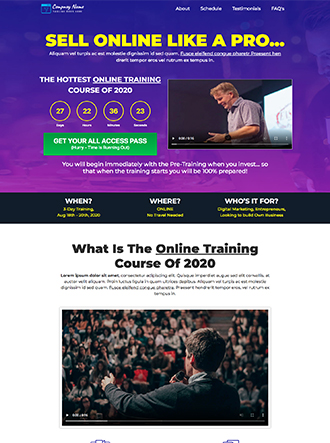 Company Name
About Schedule Testimonials FAQ's
SELL ONLINE LIKE A PRO...
Aliquam vel turpis ac est molestie dignissim id sed quam. Fusce eleifend congue pharetr Praesent hen
drerit tempor eros vel rutrum es tempus in.
THE HOTTEST ONLINE TRAINING
COURSE OF 2020
27 22 36 23
Days Hours Minutes Seconds
GET YOUR ALL ACCESS PASS
(Hurry - Time is Running Out)
You will begin immediately with the Pre-Training when you invest... so
that when the training starts you will be 100% prepared!
WHEN? WHERE? WHO'S IT FOR?
3-Day Training, ONLINE Digital Marketing, Entrepreneurs,
Aug 18th - 20th, 2020 No Travel Needed Looking to build Own Business
What Is The Online Training
Course Of 2020
Lorem ipsum dolor sit amet, consectetur adipiscing elit. Quisque imperdiet augue sed elit convallis, at
auctor velit aliquam. Proin luctus ligula in quam ultrices dapibus. Aliquam vel turpis ac est molestie
dignissim id sed quam. Fusce eleifend congue pharetra. Praesent hendrerit tempor eros, vel rutrum es
tempus in.